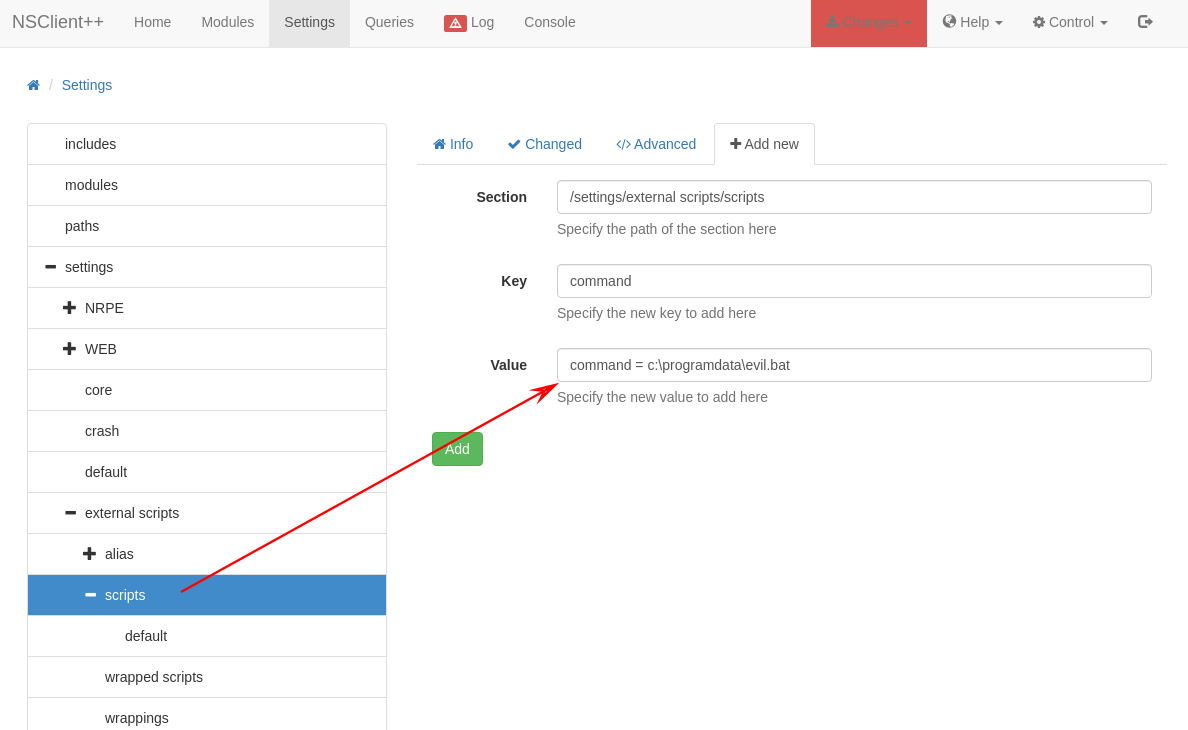 NSClient++ Home Modules Settings Queries Log Console Changes Help Control
/ Settings
includes
modules
paths
settings
NRPE
WEB
core
crash
default
external scripts
alias
scripts
default
wrapped scripts
wrappings
Info Changed </> Advanced Add new
Section /settings/external scripts/scripts
Specify the path of the section here
Key command
Specify the new key to add here
Value command = c:\programdata\evil.bat
Specify the new value to add here
Add